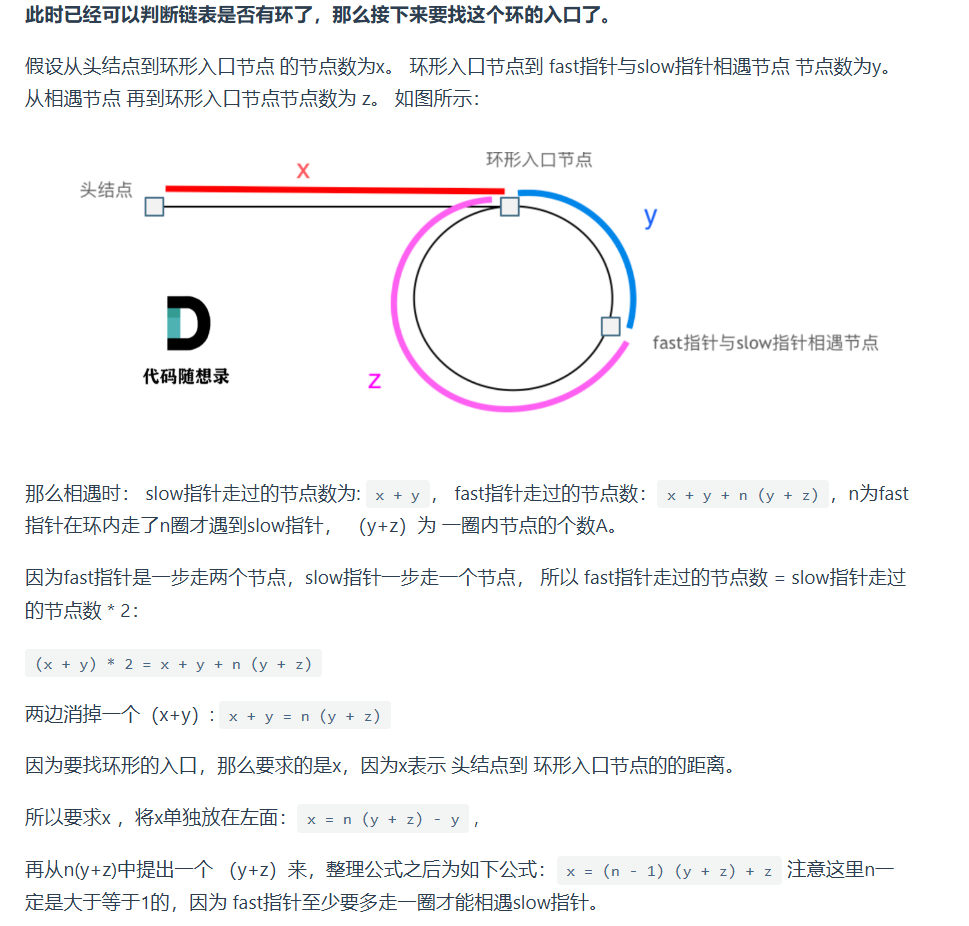 此时已经可以判断链表是否有环了，那么接下来要找这个环的入口了。
假设从头结点到环形入口节点 的节点数为x。 环形入口节点到 fast指针与slow指针相遇节点 节点数为y。
从相遇节点 再到环形入口节点节点数为 z。 如图所示：
环形入口节点
x
头结点
y
fast指针与slow指针相遇节点
z
代码随想录
那么相遇时： slow指针走过的节点数为: x + y ， fast指针走过的节点数： x + y + n (y + z) ，n为fast
指针在环内走了n圈才遇到slow指针， （y+z）为 一圈内节点的个数A。
因为fast指针是一步走两个节点，slow指针一步走一个节点， 所以 fast指针走过的节点数 = slow指针走过
的节点数 * 2：
(x + y) * 2 = x + y + n (y + z)
两边消掉一个（x+y）: x + y = n (y + z)
因为要找环形的入口，那么要求的是x，因为x表示 头结点到 环形入口节点的的距离。
所以要求x ，将x单独放在左面： x = n (y + z) - y ,
再从n(y+z)中提出一个 （y+z）来，整理公式之后为如下公式： x = (n - 1) (y + z) + z 注意这里n一
定是大于等于1的，因为 fast指针至少要多走一圈才能相遇slow指针。